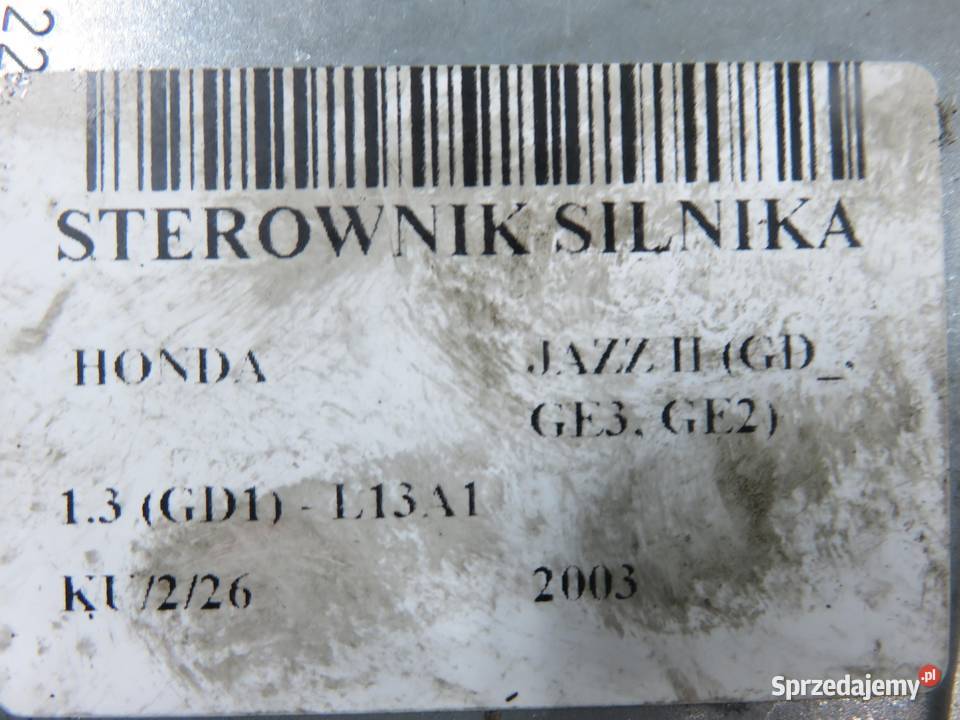 22
STEROWNIK SILNIKA
HONDA
JAZZ II (GD_,
GE3, GE2)
1.3 (GD1) - L13A1
KU/2/26
2003
Sprzedajemy.pl